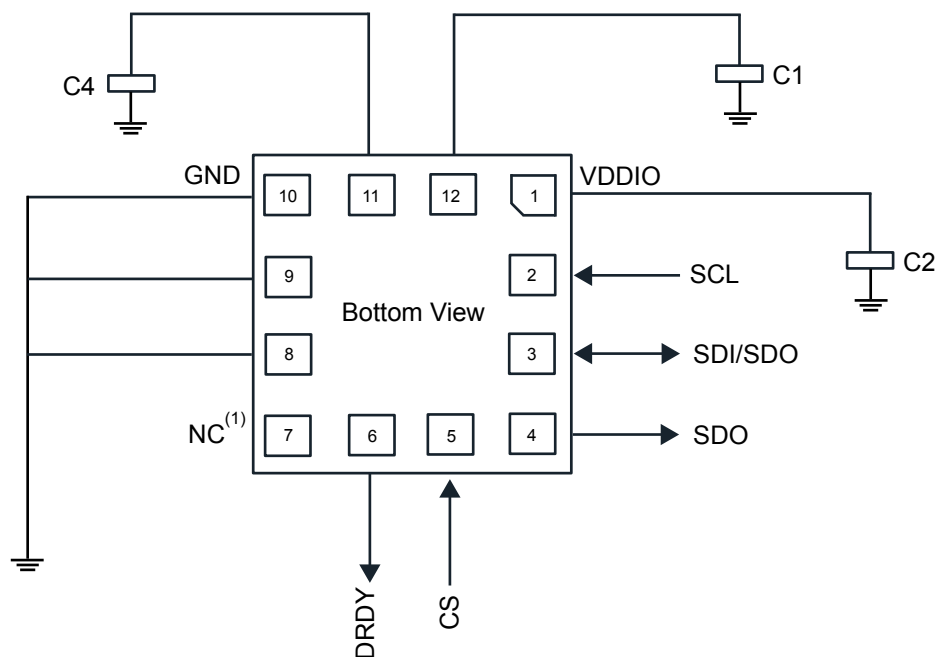 C4
C1
GND
10
11
12
1
VDDIO
9
2
SCL
C2
Bottom View
8
3
SDI/SDO
NC(1)
7
6
5
4
SDO
DRDY
CS